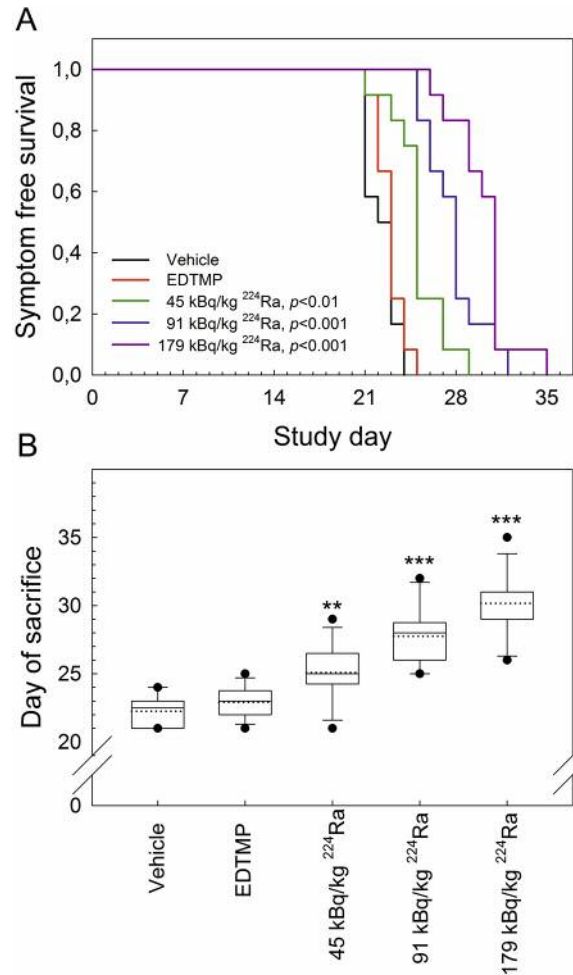 A
Symptom free survival
1,0
0,8
0,6
0,4
0,2
0,0
Vehicle
EDTMP
45 kBq/kg ²²⁴Ra, p<0.01
91 kBq/kg ²²⁴Ra, p<0.001
179 kBq/kg ²²⁴Ra, p<0.001
0 7 14 21 28 35
Study day
B
Day of sacrifice
35
30
25
20
0
**
***
***
Vehicle
EDTMP
45 kBq/kg ²²⁴Ra
91 kBq/kg ²²⁴Ra
179 kBq/kg ²²⁴Ra